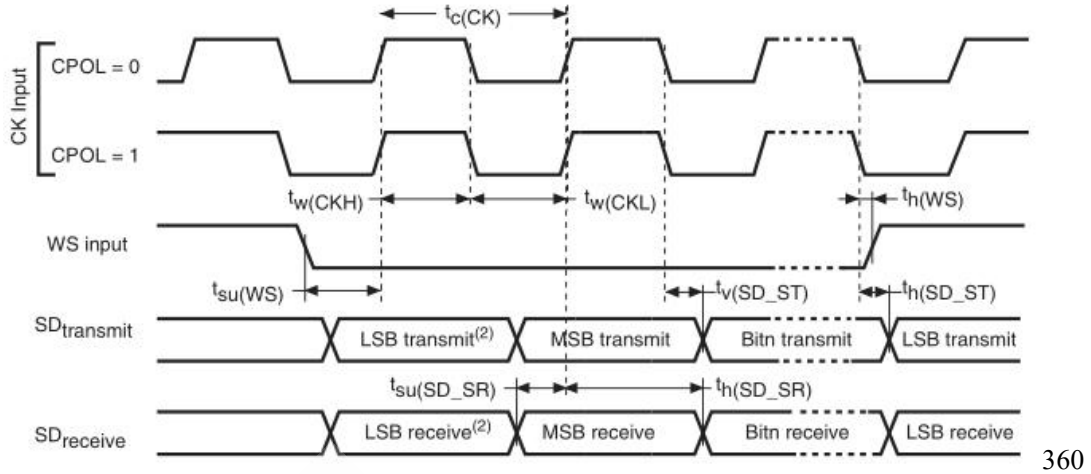 tc(CK)
CK Input
CPOL = 0
CPOL = 1
tw(CKH)
tw(CKL)
th(WS)
WS input
tsu(WS)
tv(SD_ST)
th(SD_ST)
SDtransmit
LSB transmit(2)
MSB transmit
Bitn transmit
LSB transmit
tsu(SD_SR)
th(SD_SR)
SDreceive
LSB receive(2)
MSB receive
Bitn receive
LSB receive
360